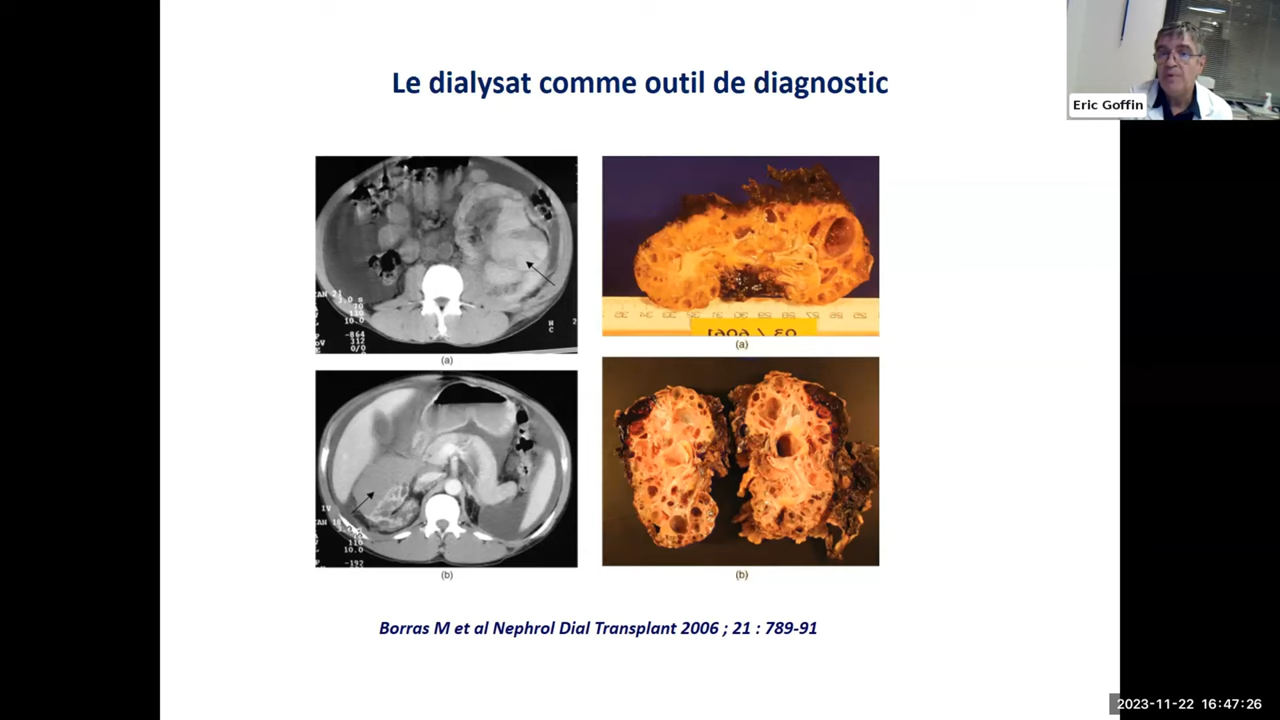 Le dialysat comme outil de diagnostic
Eric Goffin
(a)
(a)
(b)
(b)
Borras M et al Nephrol Dial Transplant 2006 ; 21 : 789-91
2023-11-22 16:47:26